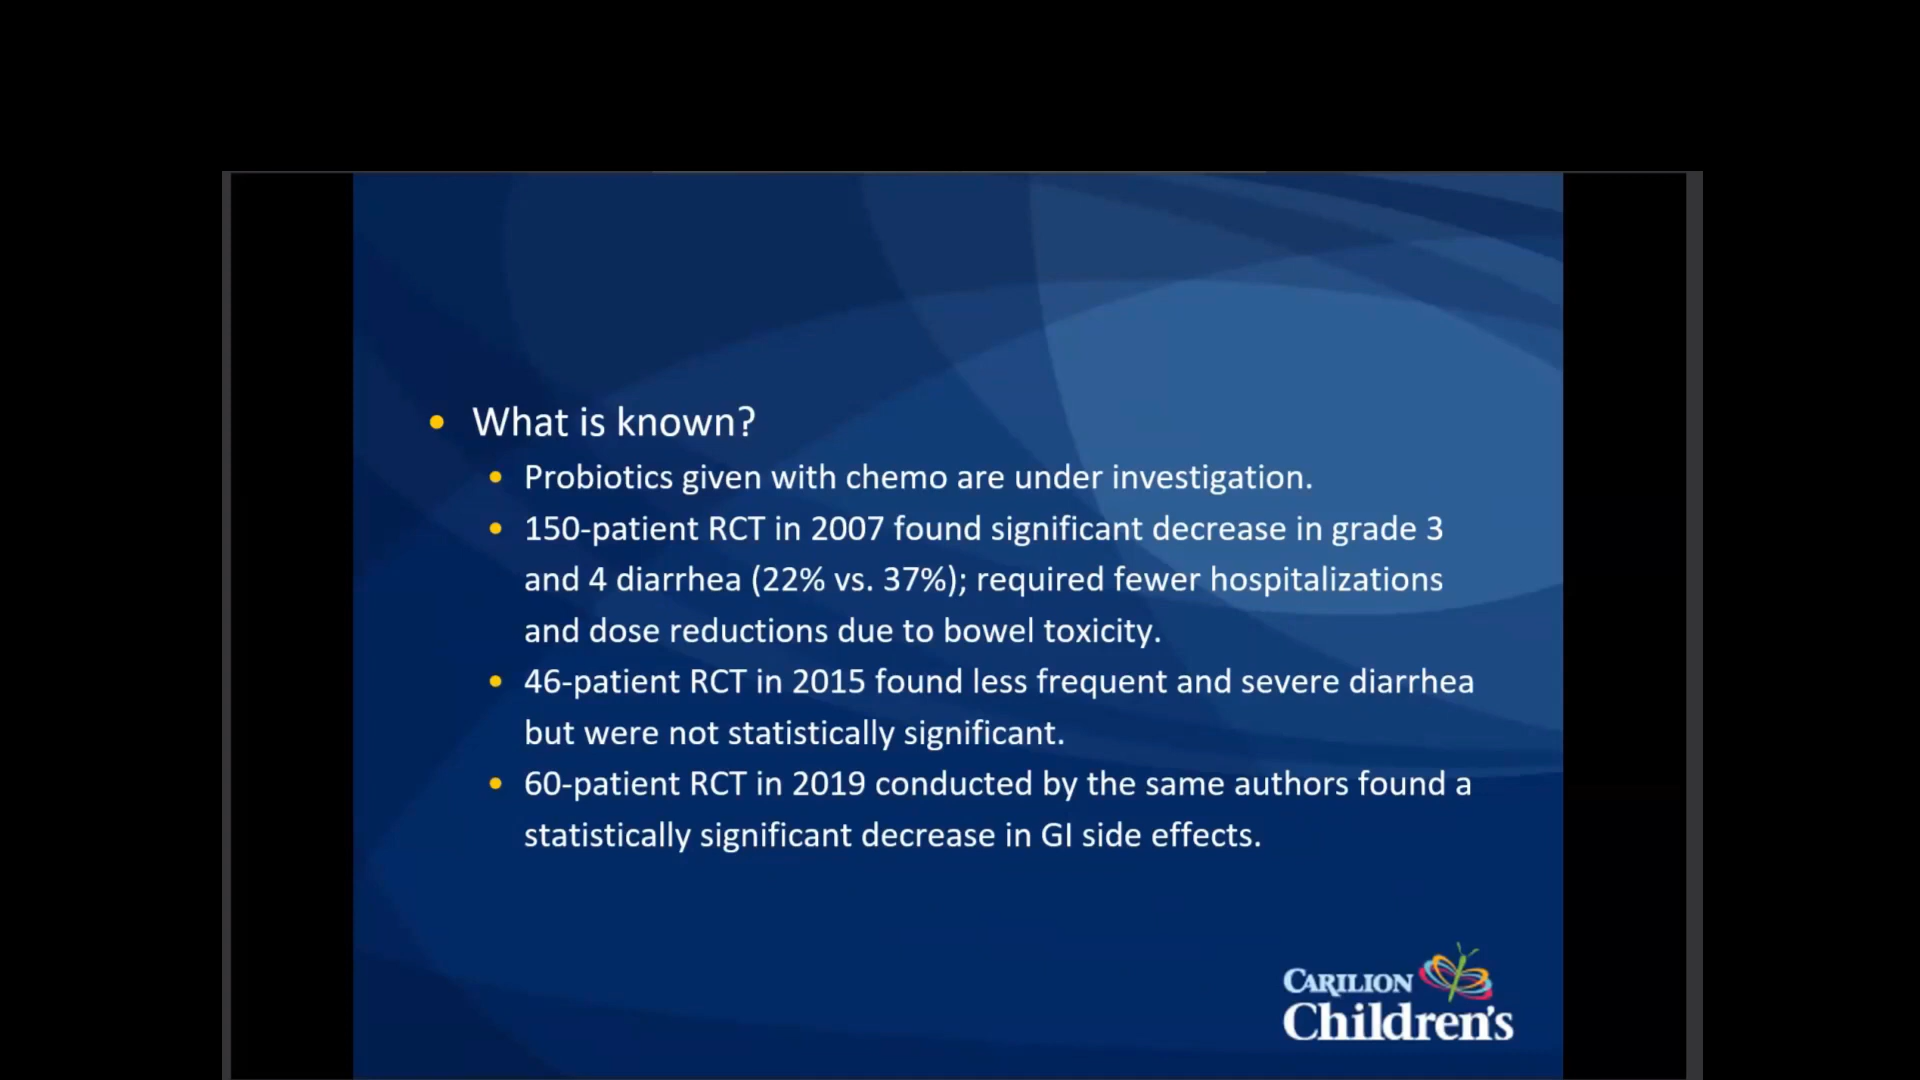 What is known?
Probiotics given with chemo are under investigation.
150-patient RCT in 2007 found significant decrease in grade 3
and 4 diarrhea (22% vs. 37%); required fewer hospitalizations
and dose reductions due to bowel toxicity.
46-patient RCT in 2015 found less frequent and severe diarrhea
but were not statistically significant.
60-patient RCT in 2019 conducted by the same authors found a
statistically significant decrease in GI side effects.
CARILION
Children's